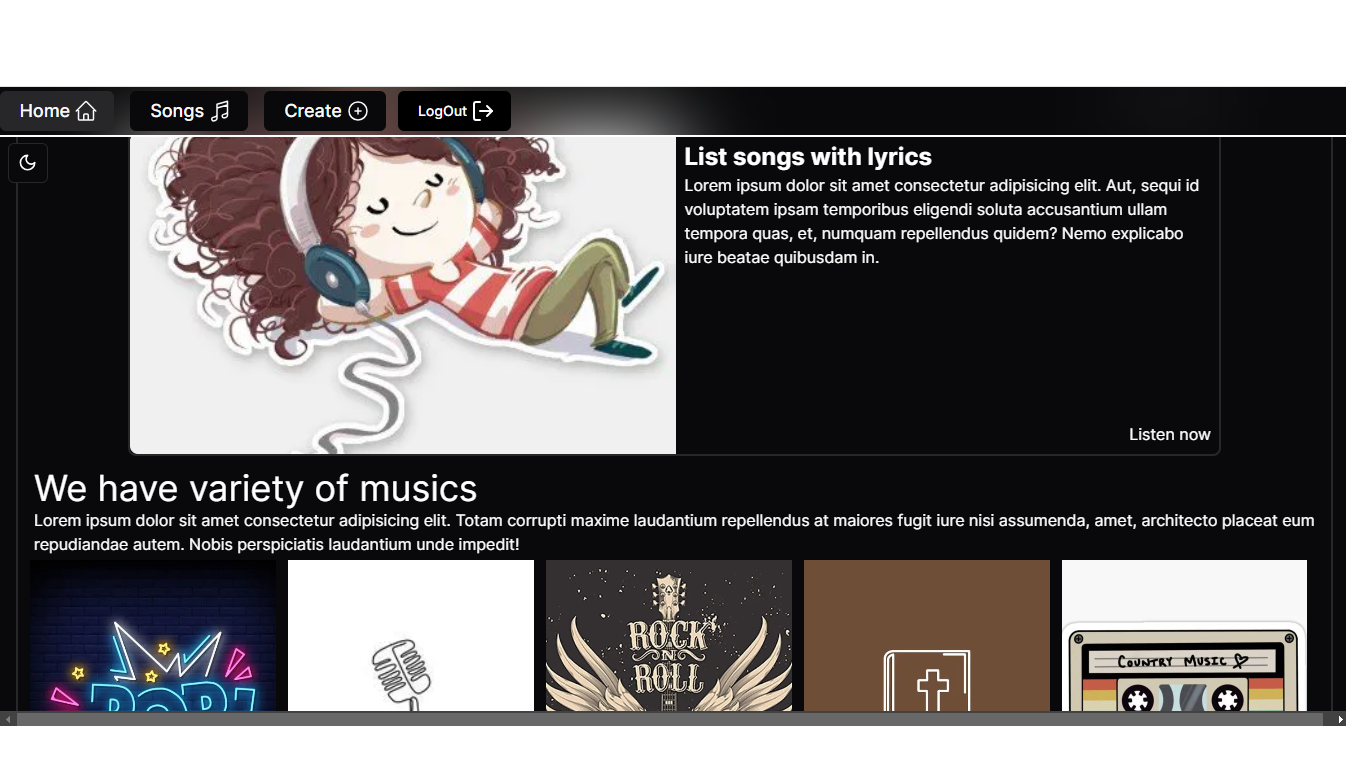 Home
Songs
Create
LogOut
List songs with lyrics
Lorem ipsum dolor sit amet consectetur adipisicing elit. Aut, sequi id
voluptatem ipsam temporibus eligendi soluta accusantium ullam
tempora quas, et, numquam repellendus quidem? Nemo explicabo
iure beatae quibusdam in.
Listen now
We have variety of musics
Lorem ipsum dolor sit amet consectetur adipisicing elit. Totam corrupti maxime laudantium repellendus at maiores fugit iure nisi assumenda, amet, architecto placeat eum
repudiandae autem. Nobis perspiciatis laudantium unde impedit!
ROCK
N
ROLL
COUNTRY MUSIC